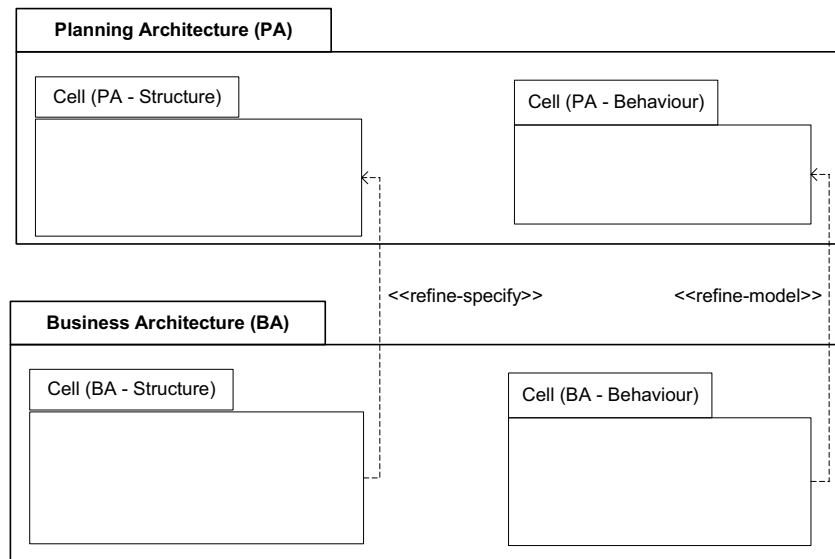 Planning Architecture (PA)
Cell (PA - Structure)
Cell (PA - Behaviour)
<<refine-specify>>
<<refine-model>>
Business Architecture (BA)
Cell (BA - Structure)
Cell (BA - Behaviour)